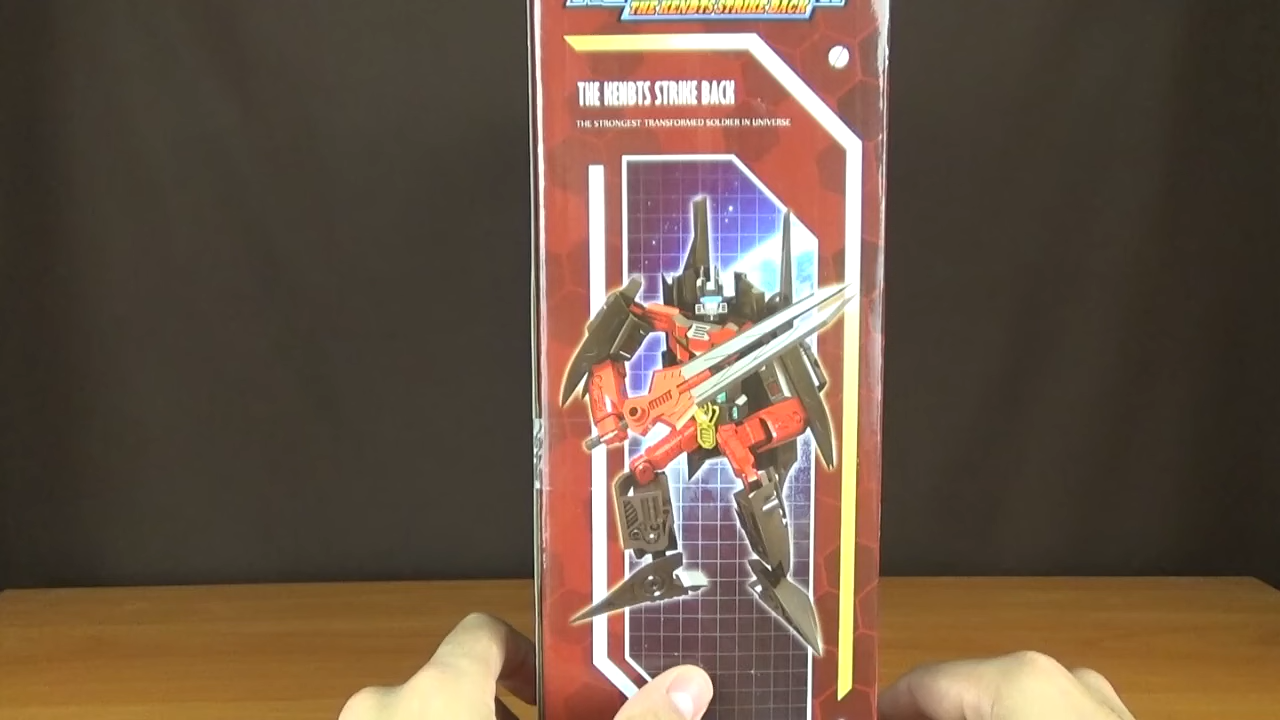 THE KENBTS STRIKE BACK
THE KENBTS STRIKE BACK
THE STRONGEST TRANSFORMED SOLDIER IN UNIVERSE